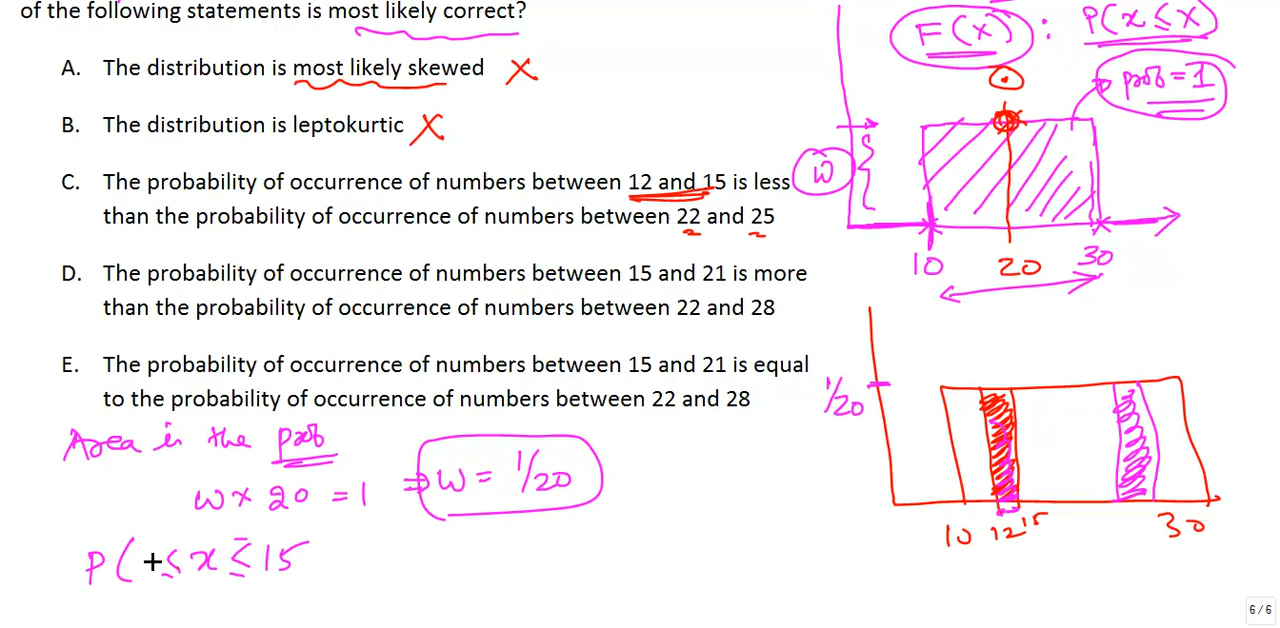 of the following statements is most likely correct?
A. The distribution is most likely skewed X
B. The distribution is leptokurtic X
C. The probability of occurrence of numbers between 12 and 15 is less
than the probability of occurrence of numbers between 22 and 25
D. The probability of occurrence of numbers between 15 and 21 is more
than the probability of occurrence of numbers between 22 and 28
E. The probability of occurrence of numbers between 15 and 21 is equal
to the probability of occurrence of numbers between 22 and 28
Area is the prob
w x 20 = 1 ⇒ w = 1/20
P( ≤ x ≤ 15
F(x) : P(x ≤ x)
prob = 1
w
10 20 30
1/20
10 12 15 30
6 / 6